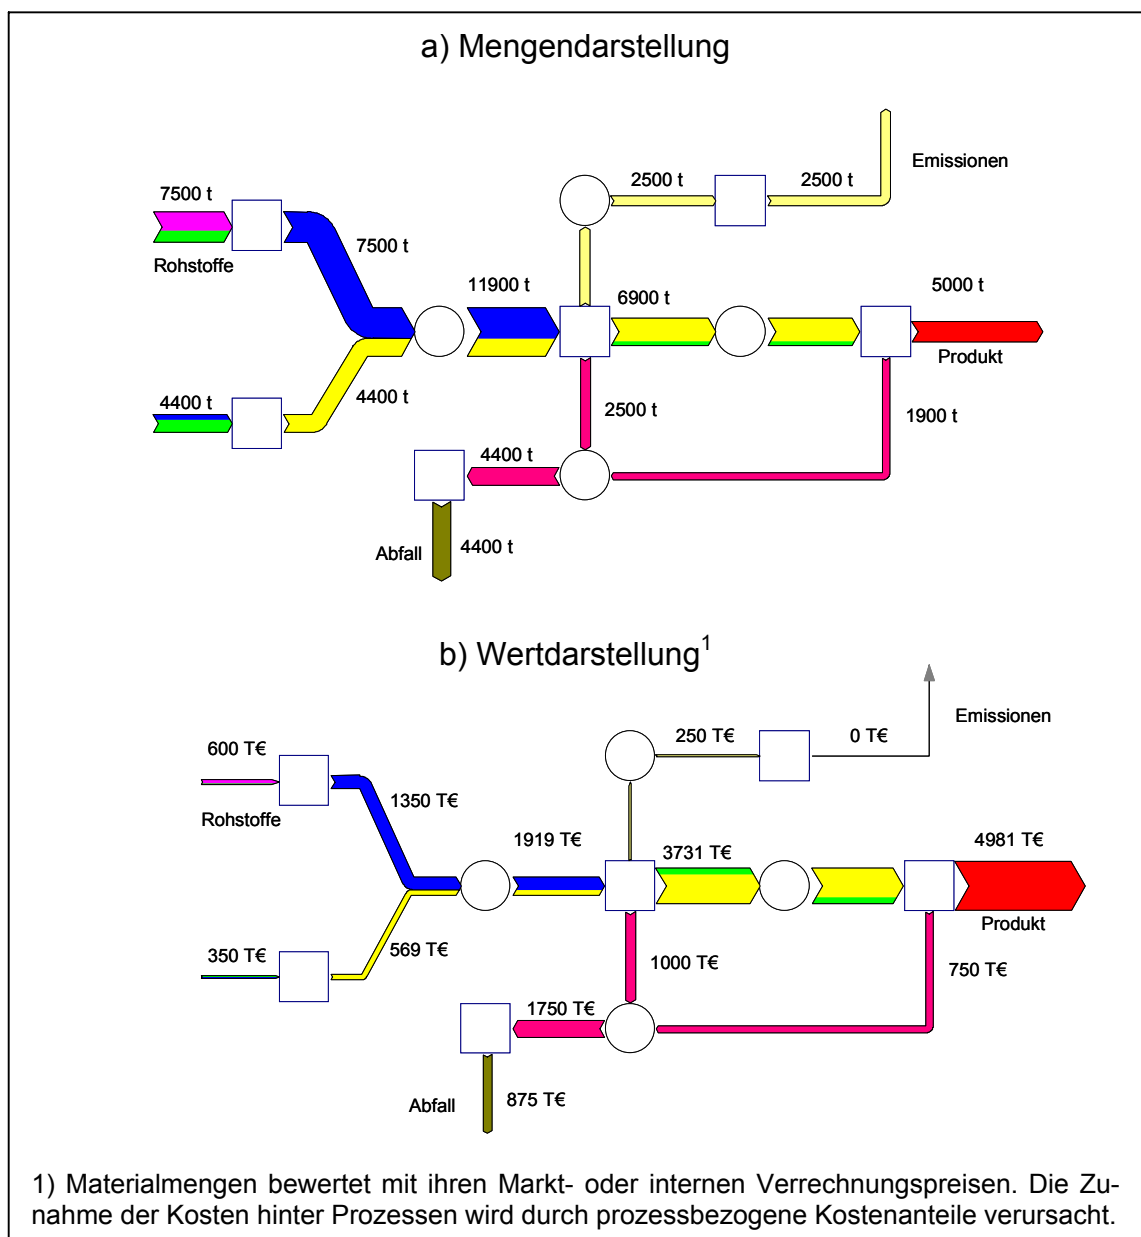 a) Mengendarstellung
Emissionen
2500 t
2500 t
7500 t
Rohstoffe
7500 t
11900 t
6900 t
5000 t
Produkt
4400 t
4400 t
2500 t
1900 t
4400 t
Abfall
4400 t
b) Wertdarstellung¹
Emissionen
250 T€
0 T€
600 T€
Rohstoffe
1350 T€
1919 T€
3731 T€
4981 T€
Produkt
350 T€
569 T€
1000 T€
750 T€
1750 T€
Abfall
875 T€
1) Materialmengen bewertet mit ihren Markt- oder internen Verrechnungspreisen. Die Zu-
nahme der Kosten hinter Prozessen wird durch prozessbezogene Kostenanteile verursacht.